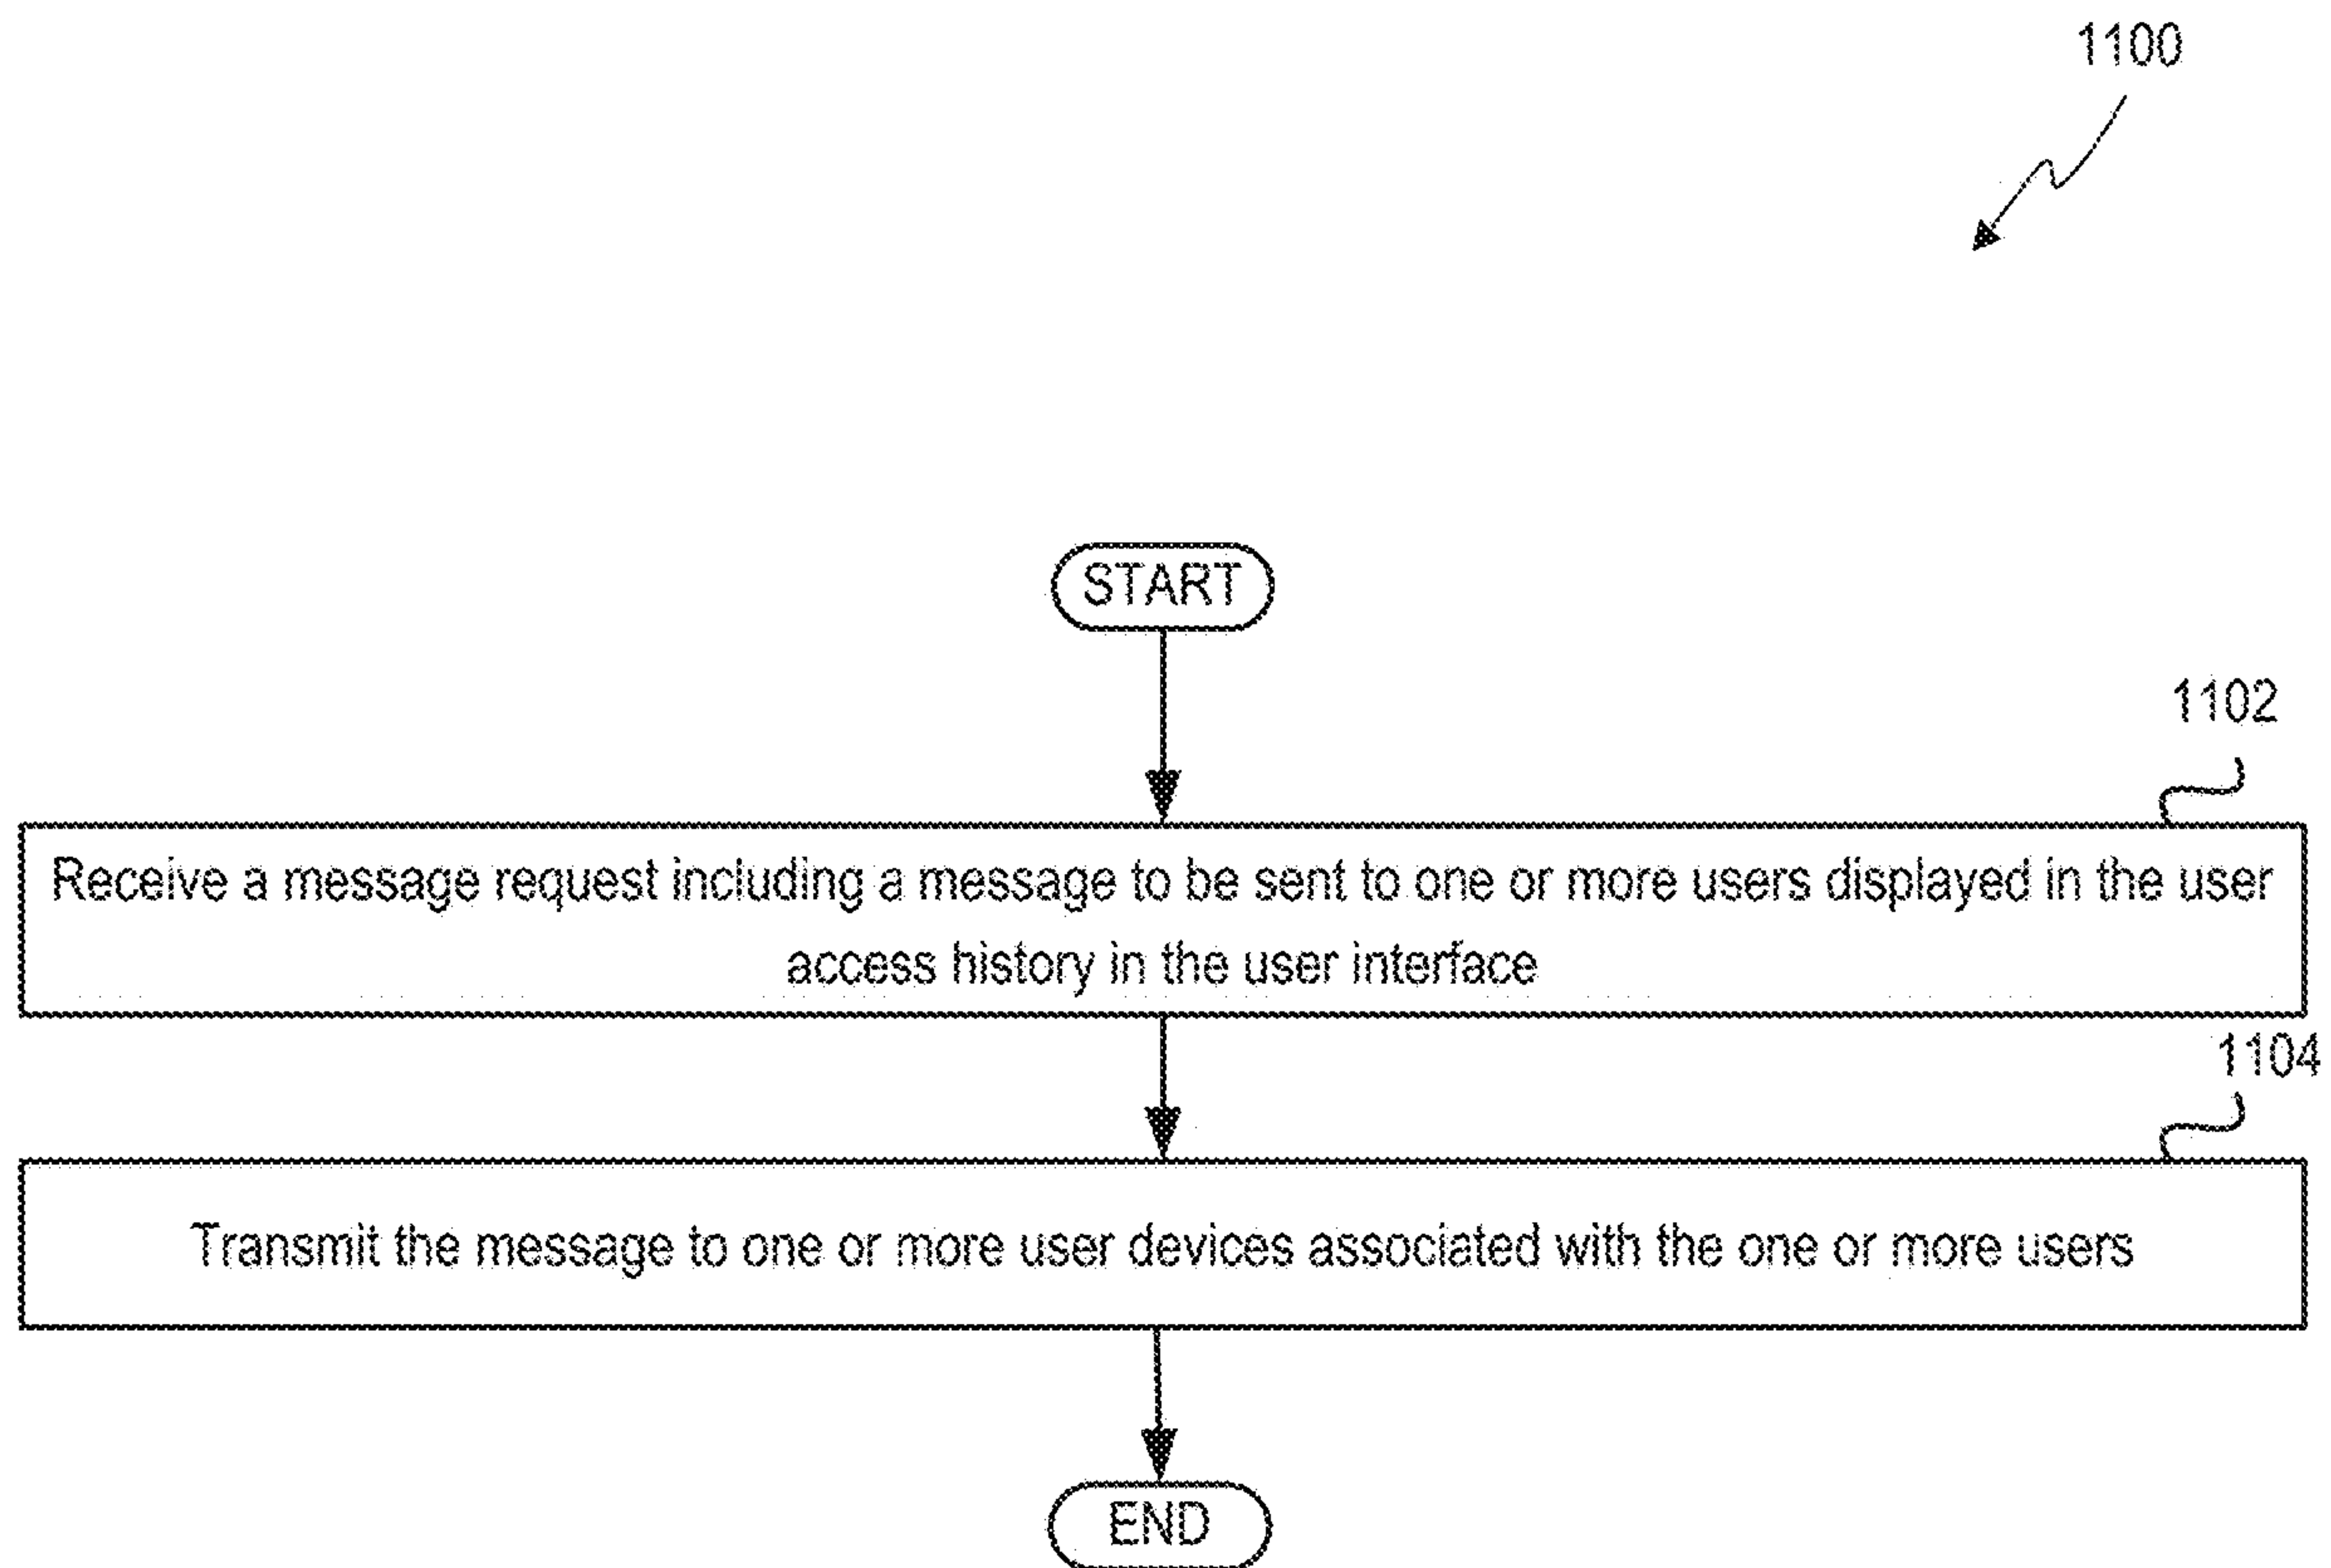 1100
START
1102
Receive a message request including a message to be sent to one or more users displayed in the user
access history in the user interface
1104
Transmit the message to one or more user devices associated with the one or more users
END